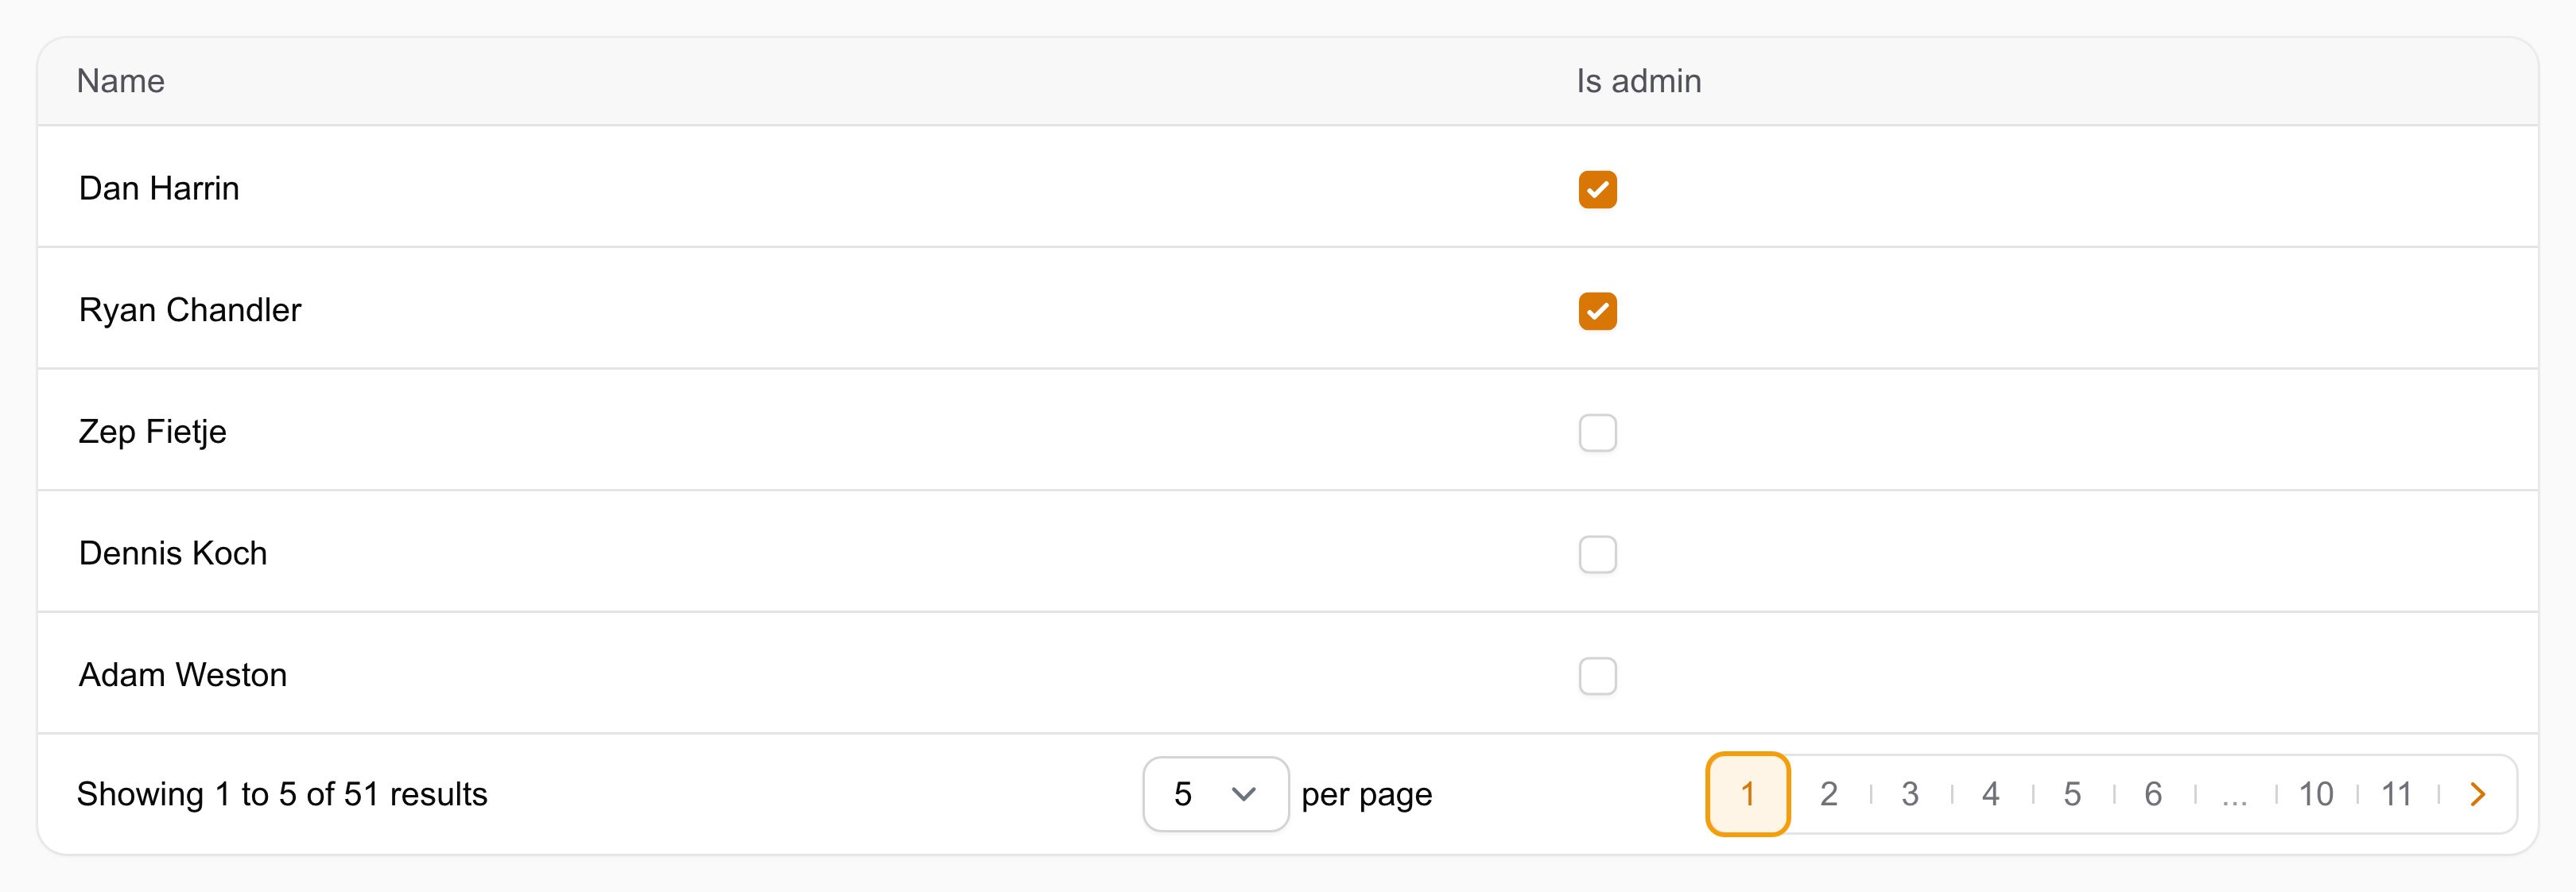 Name Is admin
Dan Harrin
Ryan Chandler
Zep Fietje
Dennis Koch
Adam Weston
Showing 1 to 5 of 51 results 5 per page 1 2 3 4 5 6 ... 10 11